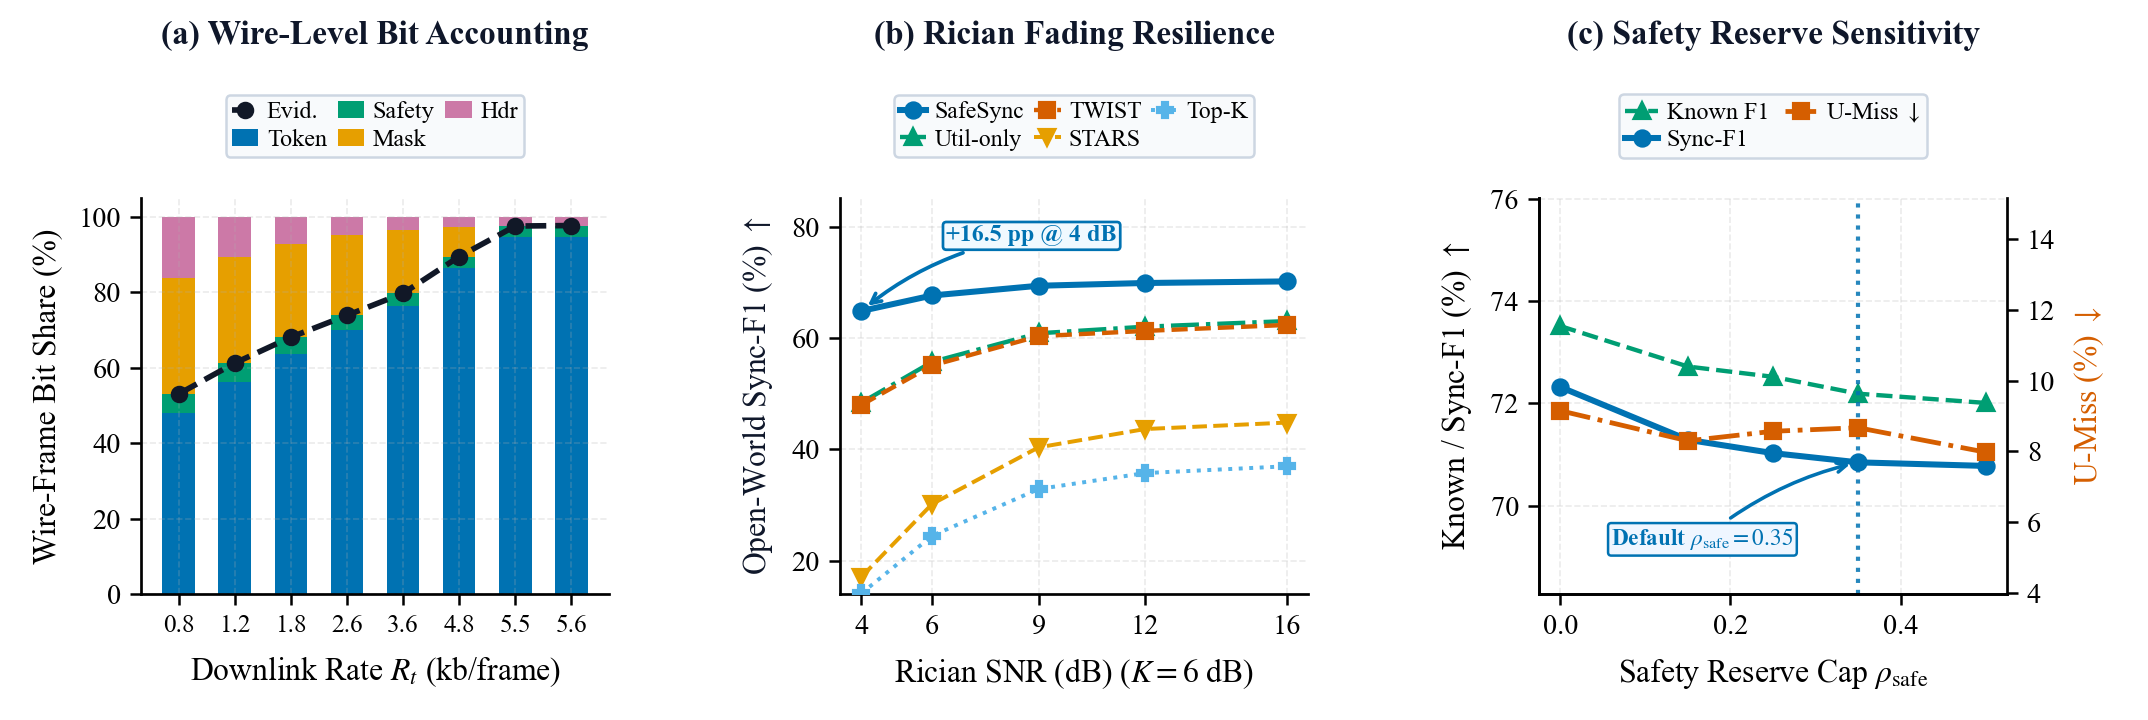 (a) Wire-Level Bit Accounting
Evid.
Token
Safety
Mask
Hdr
Wire-Frame Bit Share (%)
100
80
60
40
20
0
0.8 1.2 1.8 2.6 3.6 4.8 5.5 5.6
Downlink Rate Rₜ (kb/frame)
(b) Rician Fading Resilience
SafeSync
Util-only
TWIST
STARS
Top-K
Open-World Sync-F1 (%) ↑
80
60
40
20
+16.5 pp @ 4 dB
4 6 9 12 16
Rician SNR (dB) (K = 6 dB)
(c) Safety Reserve Sensitivity
Known F1
Sync-F1
U-Miss ↓
Known / Sync-F1 (%) ↑
76
74
72
70
Default ρsafe = 0.35
14
12
10
8
6
4
U-Miss (%) ↓
0.0 0.2 0.4
Safety Reserve Cap ρsafe